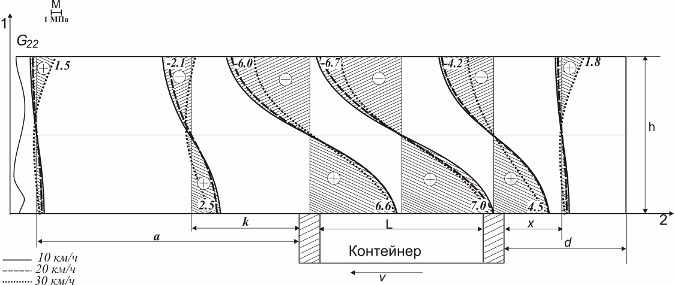 М
1 МПа
1
G22
1.5 -2.1 -6.0 -6.7 -4.2 1.8
h
2.5 6.6 7.0 4.5
2
k L x
a d
Контейнер
v
10 км/ч
20 км/ч
30 км/ч